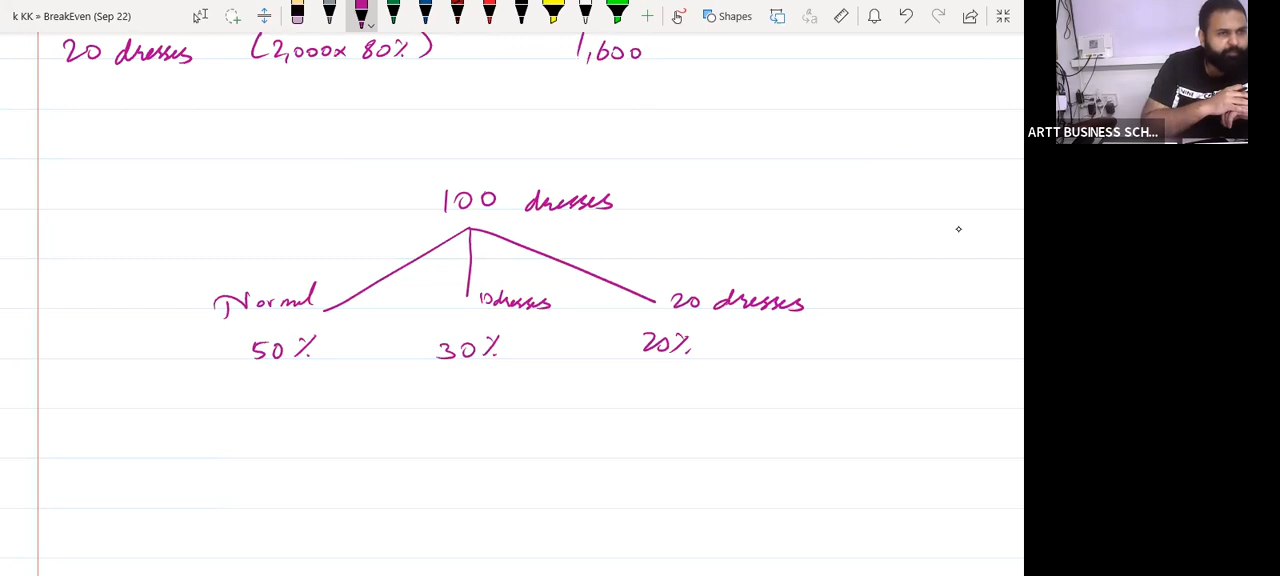 k KK » BreakEven (Sep 22)
Shapes
20 dresses (2,000 x 80%) 1,600
ARTT BUSINESS SCH...
100 dresses
Normal 10 dresses 20 dresses
50% 30% 20%